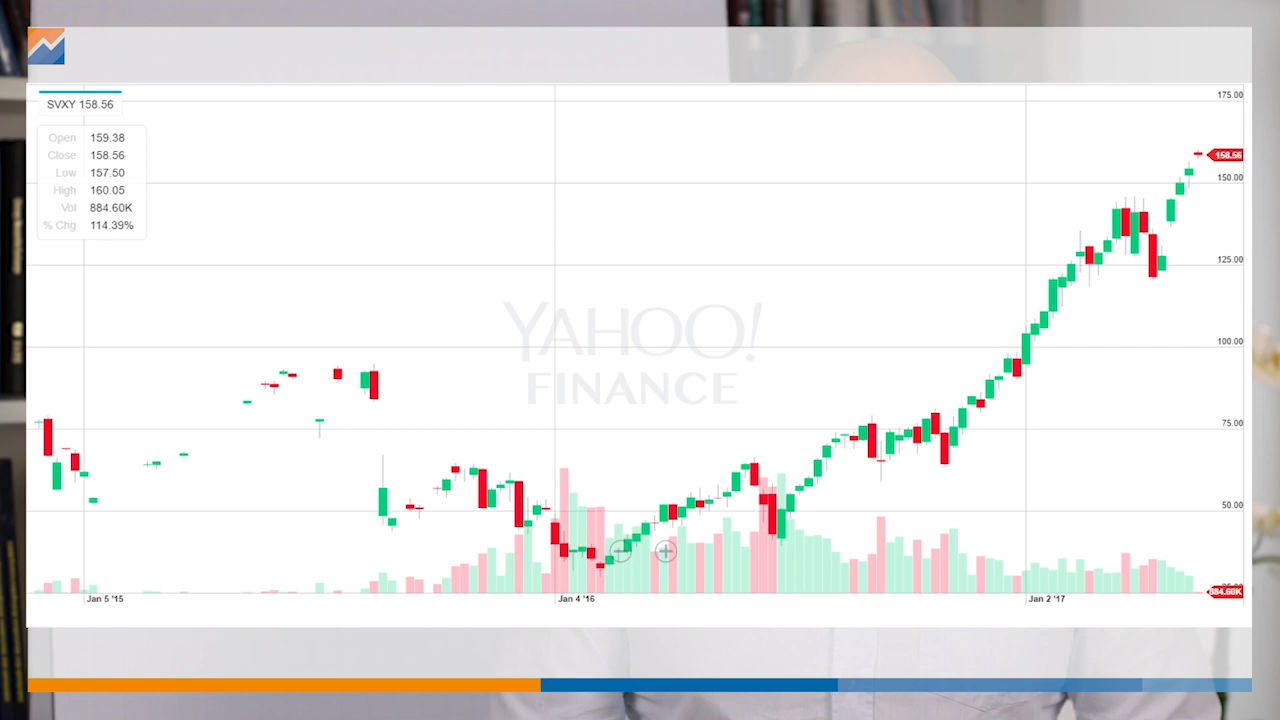 SVXY 158.56
Open 159.38
Close 158.56
Low 157.50
High 160.05
Vol 884.60K
% Chg 114.39%
175.00
158.56
150.00
125.00
100.00
75.00
50.00
884.60K
YAHOO!
FINANCE
Jan 5 '15
Jan 4 '16
Jan 2 '17